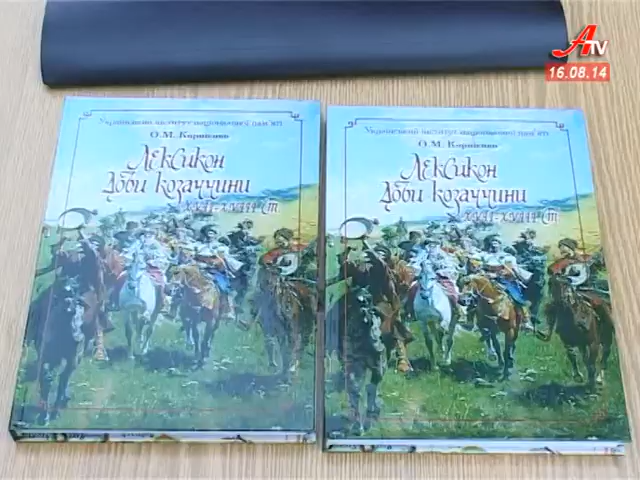 ATV
16.08.14
Український інститут національної пам'яті
О.М. Корнієнко
Лексикон
доби козаччини
XVI-XVIII ст
Український інститут національної пам'яті
О.М. Корнієнко
Лексикон
доби козаччини
XVI-XVIII ст